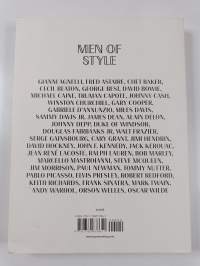 MEN OF
STYLE
GIANNI AGNELLI, FRED ASTAIRE, CHET BAKER,
CECIL BEATON, GEORGE BEST, DAVID BOWIE,
MICHAEL CAINE, TRUMAN CAPOTE, JOHNNY CASH,
WINSTON CHURCHILL, GARY COOPER,
GABRIELE D'ANNUNZIO, MILES DAVIS,
SAMMY DAVIS JR, JAMES DEAN, ALAIN DELON,
JOHNNY DEPP, DUKE OF WINDSOR,
DOUGLAS FAIRBANKS JR, WALT FRAZIER,
SERGE GAINSBOURG, CARY GRANT, JIMI HENDRIX,
DAVID HOCKNEY, JOHN F. KENNEDY, JACK KEROUAC,
JEAN RENÉ LACOSTE, RALPH LAUREN, BOB MARLEY,
MARCELLO MASTROIANNI, STEVE MCQUEEN,
JIM MORRISON, PAUL NEWMAN, TOMMY NUTTER,
PABLO PICASSO, ELVIS PRESLEY, ROBERT REDFORD,
KEITH RICHARDS, FRANK SINATRA, MARK TWAIN,
ANDY WARHOL, ORSON WELLES, OSCAR WILDE